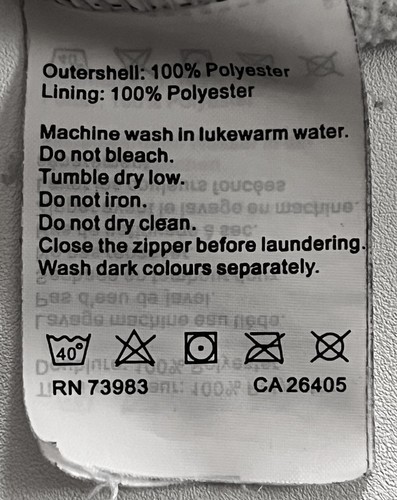 Outershell: 100% Polyester
Lining: 100% Polyester
Machine wash in lukewarm water.
Do not bleach.
Tumble dry low.
Do not iron.
Do not dry clean.
Close the zipper before laundering.
Wash dark colours separately.
40°
RN 73983 CA 26405